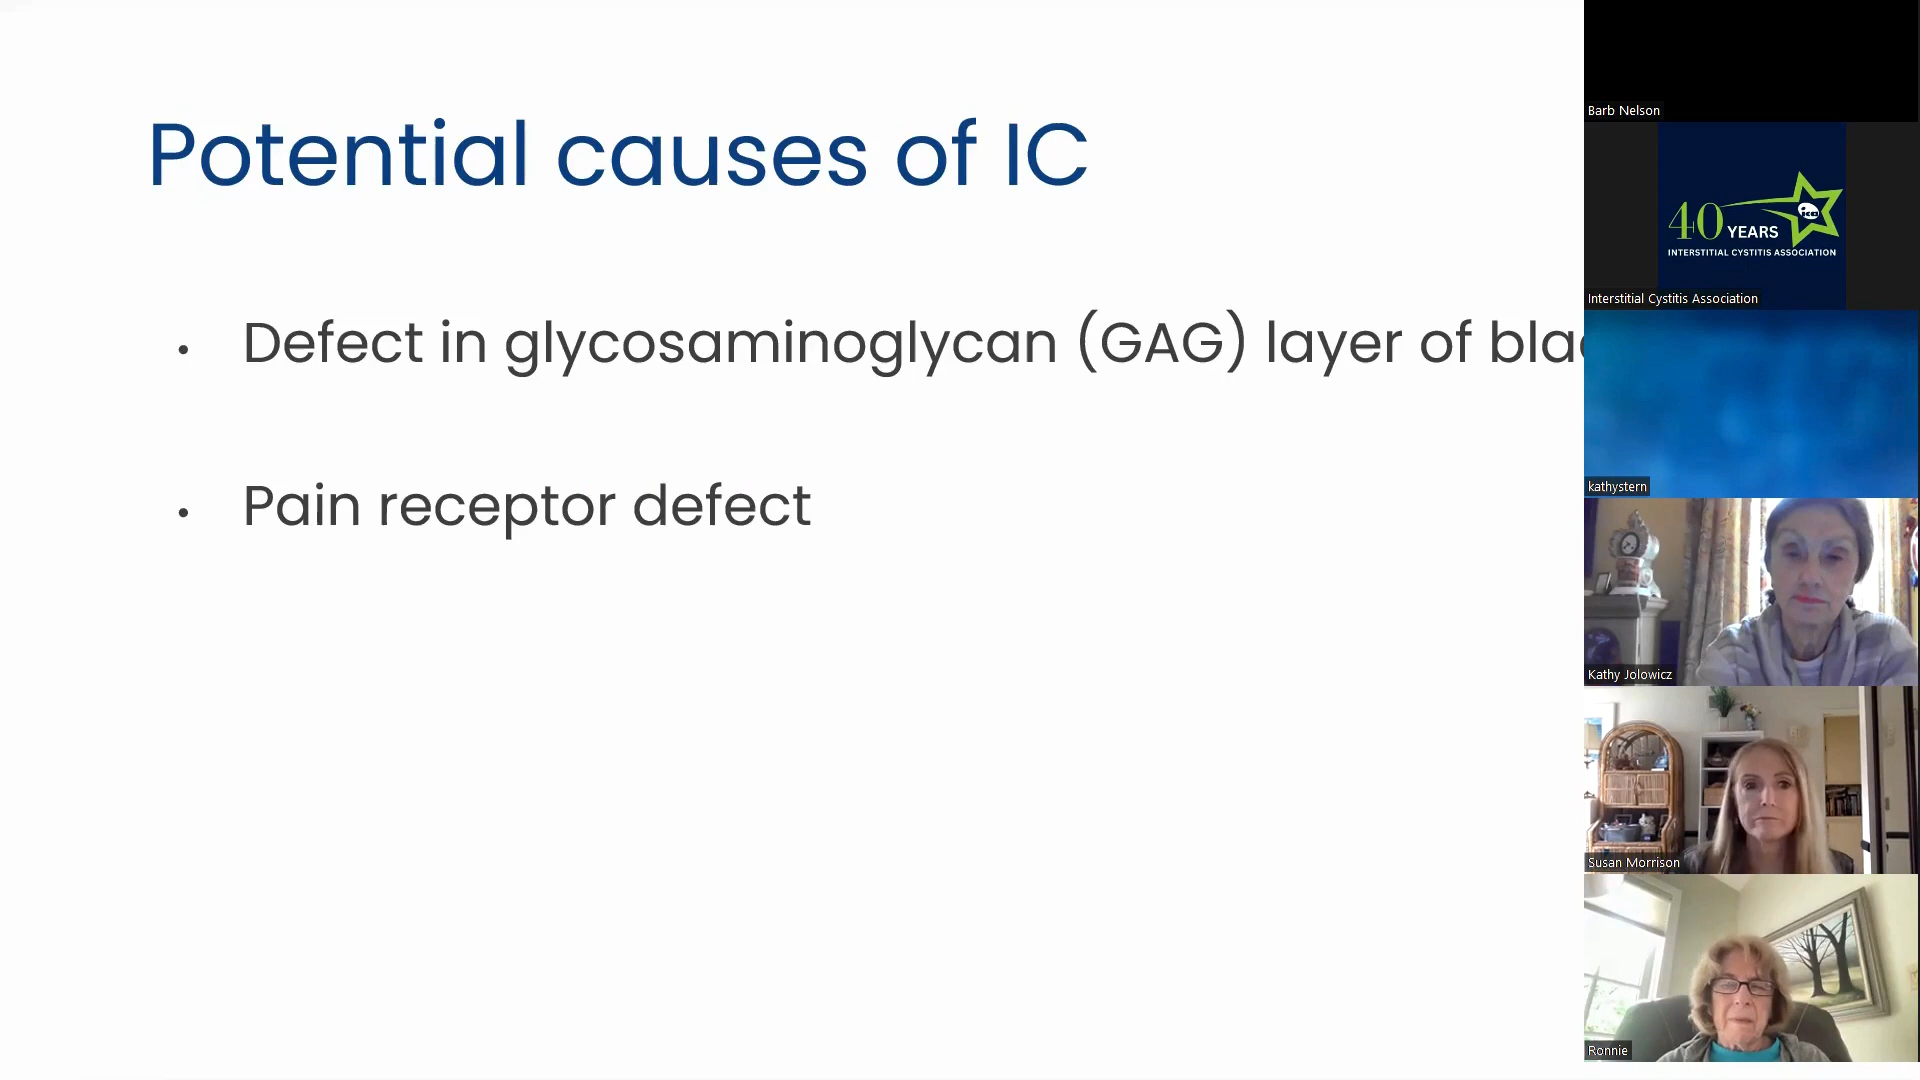 Potential causes of IC
• Defect in glycosaminoglycan (GAG) layer of
• Pain receptor defect
Barb Nelson
40 YEARS
INTERSTITIAL CYSTITIS ASSOCIATION
Interstitial Cystitis Association
kathystern
Kathy Jolowicz
Susan Morrison
Ronnie